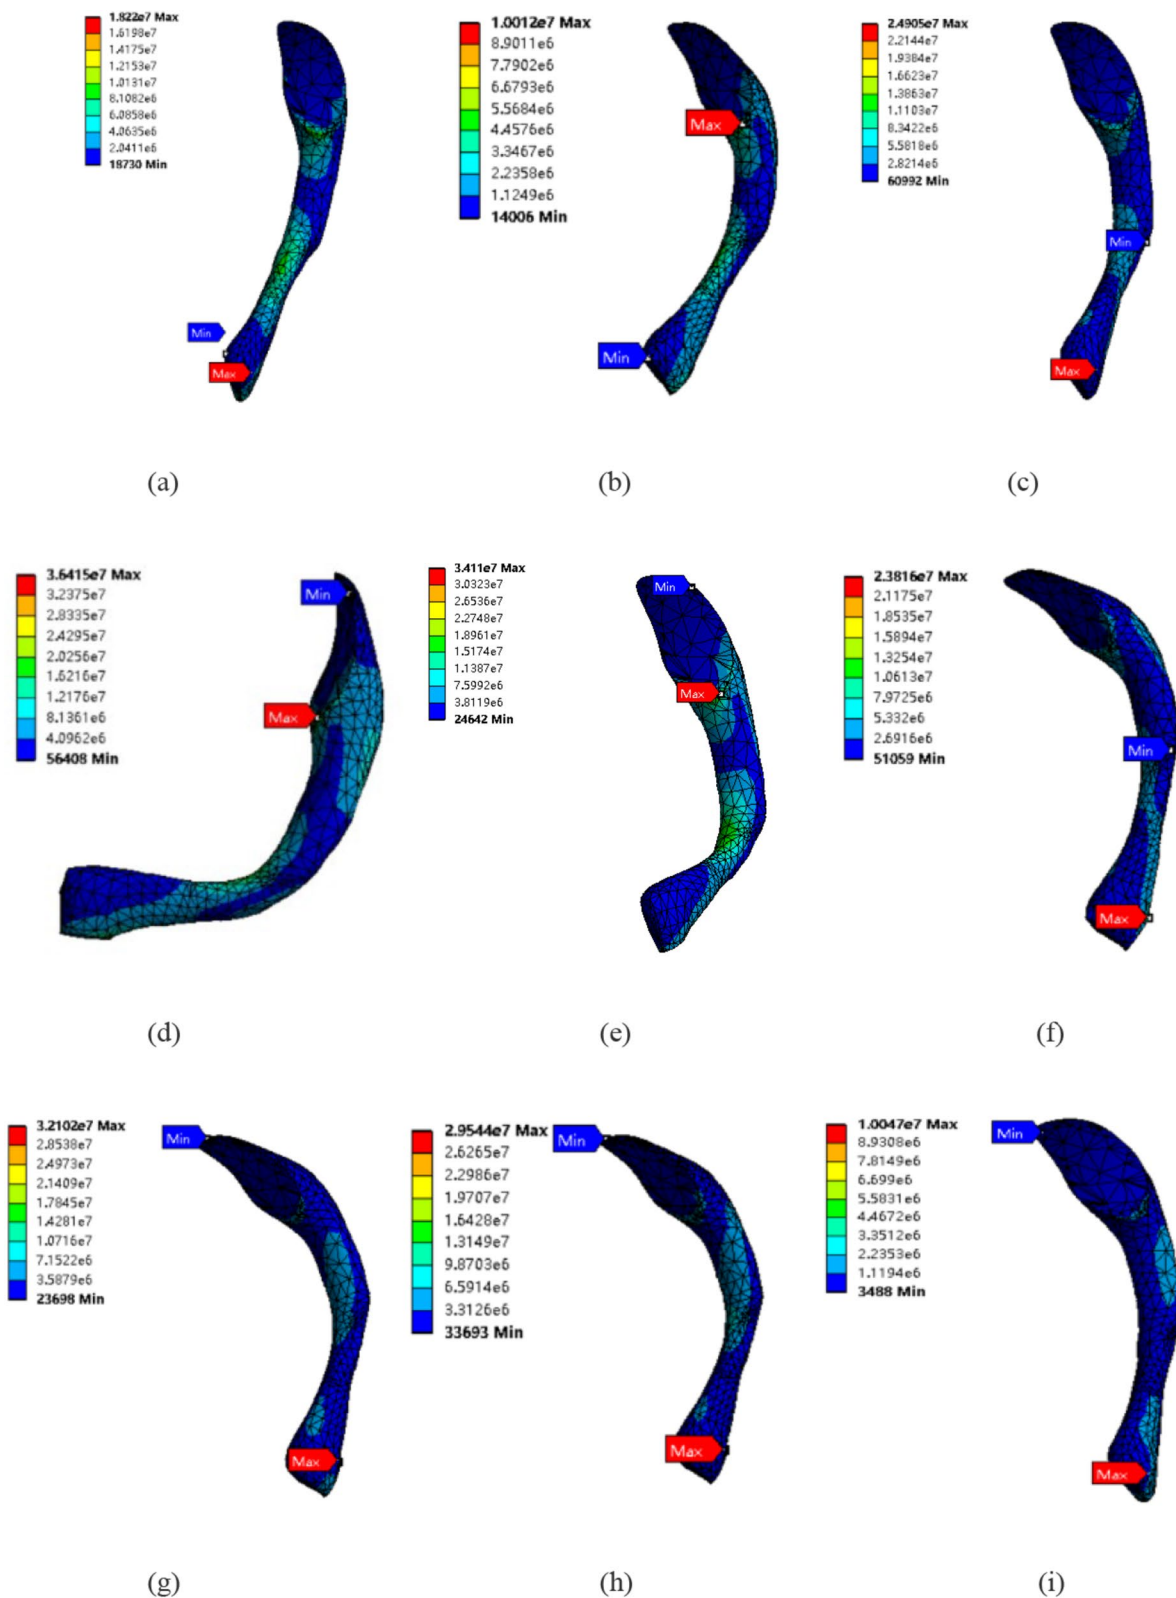 1.822e7 Max
1.6198e7
1.4175e7
1.2153e7
1.0131e7
8.1082e6
6.0858e6
4.0635e6
2.0411e6
18730 Min
Min
Max
(a)
1.0012e7 Max
8.9011e6
7.7902e6
6.6793e6
5.5684e6
4.4576e6
3.3467e6
2.2358e6
1.1249e6
14006 Min
Max
Min
(b)
2.4905e7 Max
2.2144e7
1.9384e7
1.6623e7
1.3863e7
1.1103e7
8.3422e6
5.5818e6
2.8214e6
60992 Min
Min
Max
(c)
3.6415e7 Max
3.2375e7
2.8335e7
2.4295e7
2.0256e7
1.6216e7
1.2176e7
8.1361e6
4.0962e6
56408 Min
Min
Max
(d)
3.411e7 Max
3.0323e7
2.6536e7
2.2748e7
1.8961e7
1.5174e7
1.1387e7
7.5992e6
3.8119e6
24642 Min
Min
Max
(e)
2.3816e7 Max
2.1175e7
1.8535e7
1.5894e7
1.3254e7
1.0613e7
7.9725e6
5.332e6
2.6916e6
51059 Min
Min
Max
(f)
3.2102e7 Max
2.8538e7
2.4973e7
2.1409e7
1.7845e7
1.4281e7
1.0716e7
7.1522e6
3.5879e6
23698 Min
Min
Max
(g)
2.9544e7 Max
2.6265e7
2.2986e7
1.9707e7
1.6428e7
1.3149e7
9.8703e6
6.5914e6
3.3126e6
33693 Min
Min
Max
(h)
1.0047e7 Max
8.9308e6
7.8149e6
6.699e6
5.5831e6
4.4672e6
3.3512e6
2.2353e6
1.1194e6
3488 Min
Min
Max
(i)